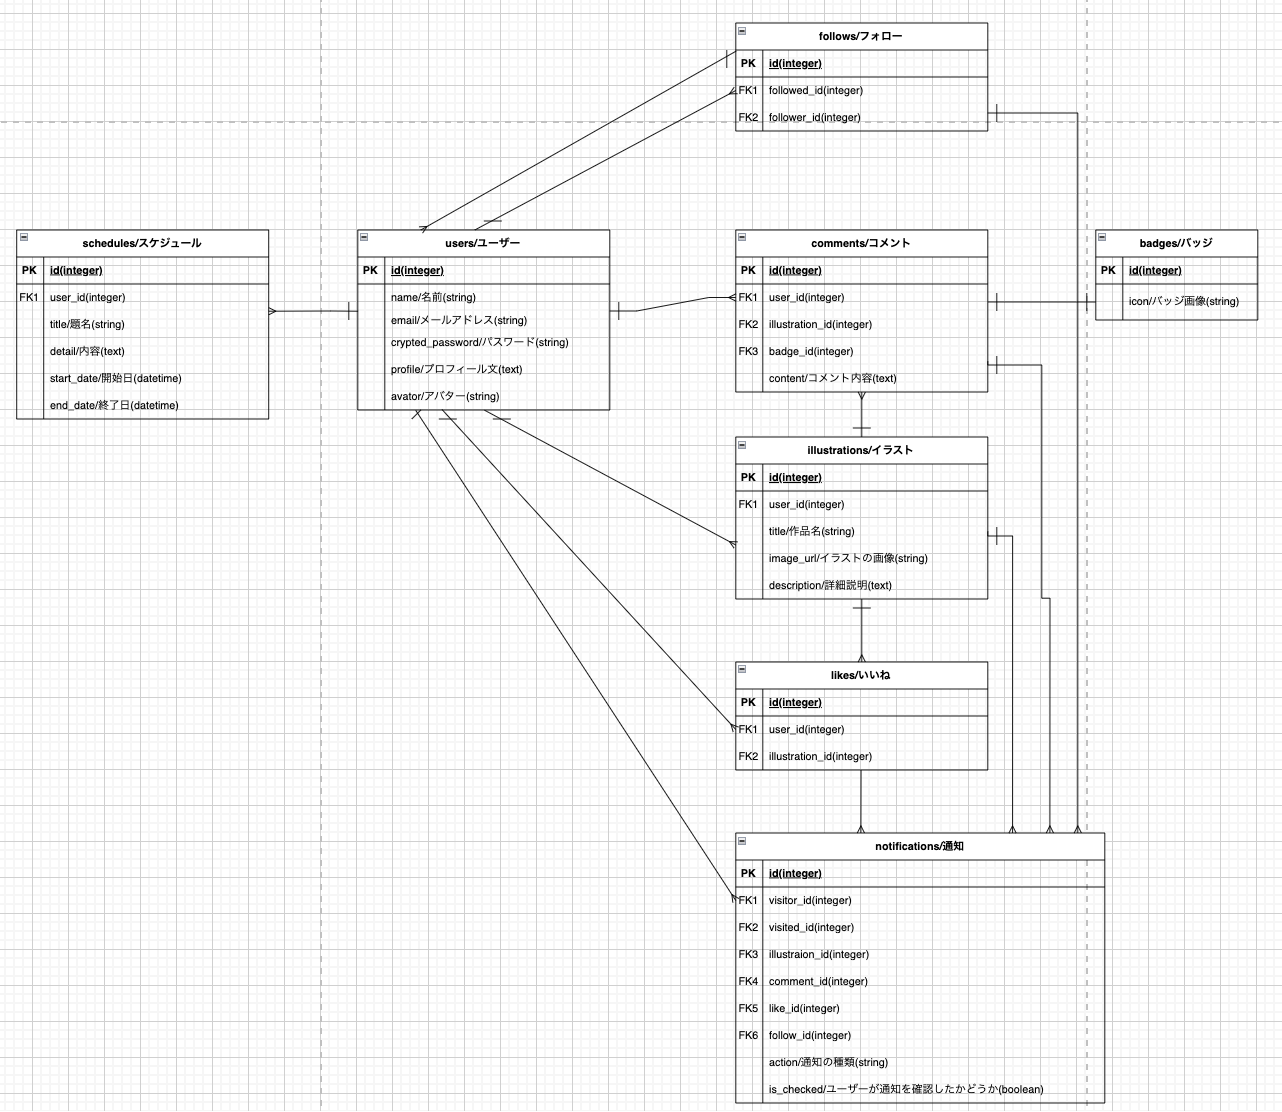 follows/フォロー
PK id(integer)
FK1 followed_id(integer)
FK2 follower_id(integer)
schedules/スケジュール
PK id(integer)
FK1 user_id(integer)
title/題名(string)
detail/内容(text)
start_date/開始日(datetime)
end_date/終了日(datetime)
users/ユーザー
PK id(integer)
name/名前(string)
email/メールアドレス(string)
crypted_password/パスワード(string)
profile/プロフィール文(text)
avator/アバター(string)
comments/コメント
PK id(integer)
FK1 user_id(integer)
FK2 illustration_id(integer)
FK3 badge_id(integer)
content/コメント内容(text)
badges/バッジ
PK id(integer)
icon/バッジ画像(string)
illustrations/イラスト
PK id(integer)
FK1 user_id(integer)
title/作品名(string)
image_url/イラストの画像(string)
description/詳細説明(text)
likes/いいね
PK id(integer)
FK1 user_id(integer)
FK2 illustration_id(integer)
notifications/通知
PK id(integer)
FK1 visitor_id(integer)
FK2 visited_id(integer)
FK3 illustraion_id(integer)
FK4 comment_id(integer)
FK5 like_id(integer)
FK6 follow_id(integer)
action/通知の種類(string)
is_checked/ユーザーが通知を確認したかどうか(boolean)